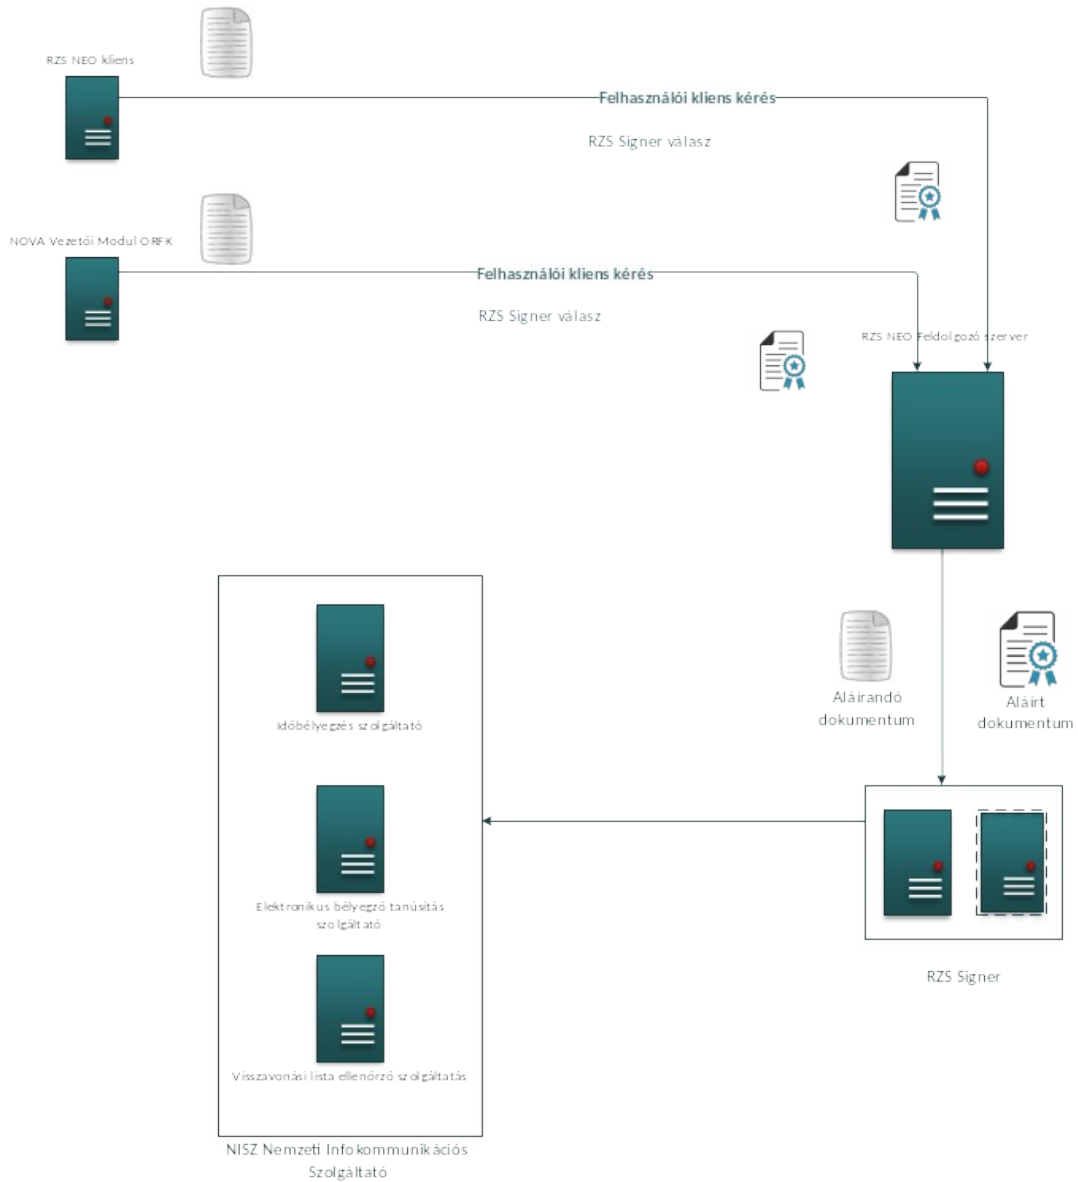 RZS NEO kliens
Felhasználói kliens kérés
RZS Signer válasz
NOVA Vezetői Modul ORFK
Felhasználói kliens kérés
RZS Signer válasz
RZS NEO Feldolgozó szerver
Aláírandó
dokumentum
Aláírt
dokumentum
Időbélyegzés szolgáltató
Elektronikus bélyegző tanúsítás
szolgáltató
RZS Signer
Visszavonási lista ellenőrző szolgáltatás
NISZ Nemzeti Infokommunikációs
Szolgáltató